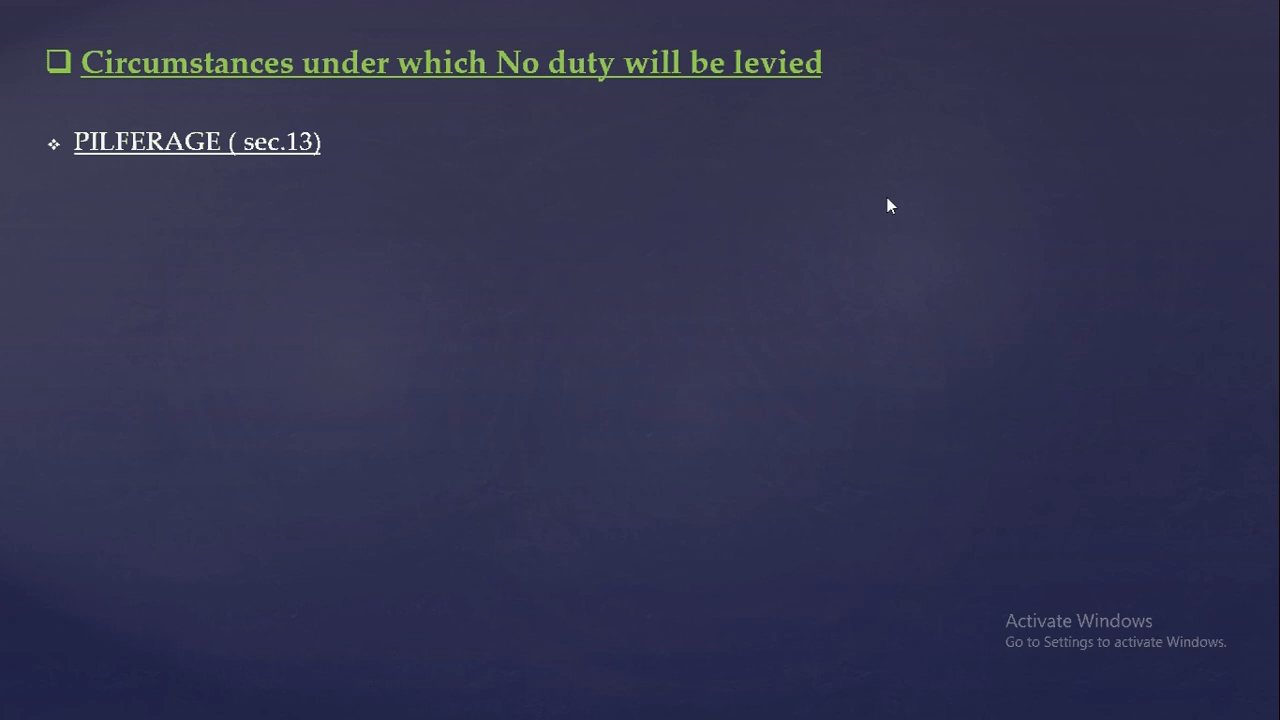 Circumstances under which No duty will be levied
PILFERAGE ( sec.13)
Activate Windows
Go to Settings to activate Windows.